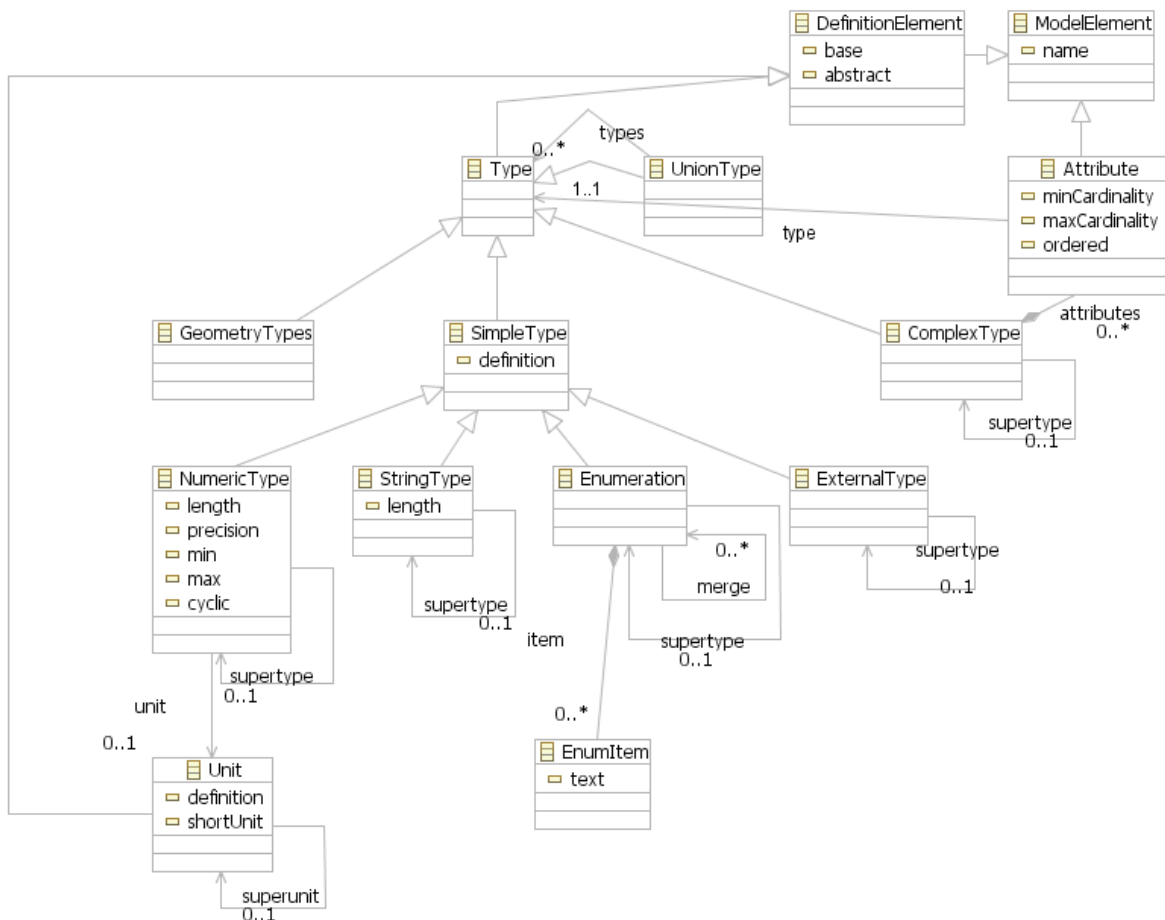 DefinitionElement
base
abstract
ModelElement
name
types
0..*
Type
UnionType
1..1
type
Attribute
minCardinality
maxCardinality
ordered
attributes
0..*
GeometryTypes
SimpleType
definition
ComplexType
supertype
0..1
NumericType
length
precision
min
max
cyclic
StringType
length
Enumeration
ExternalType
supertype
0..1
0..*
merge
supertype
0..1
item
supertype
0..1
supertype
0..1
unit
0..1
0..*
EnumItem
text
Unit
definition
shortUnit
superunit
0..1